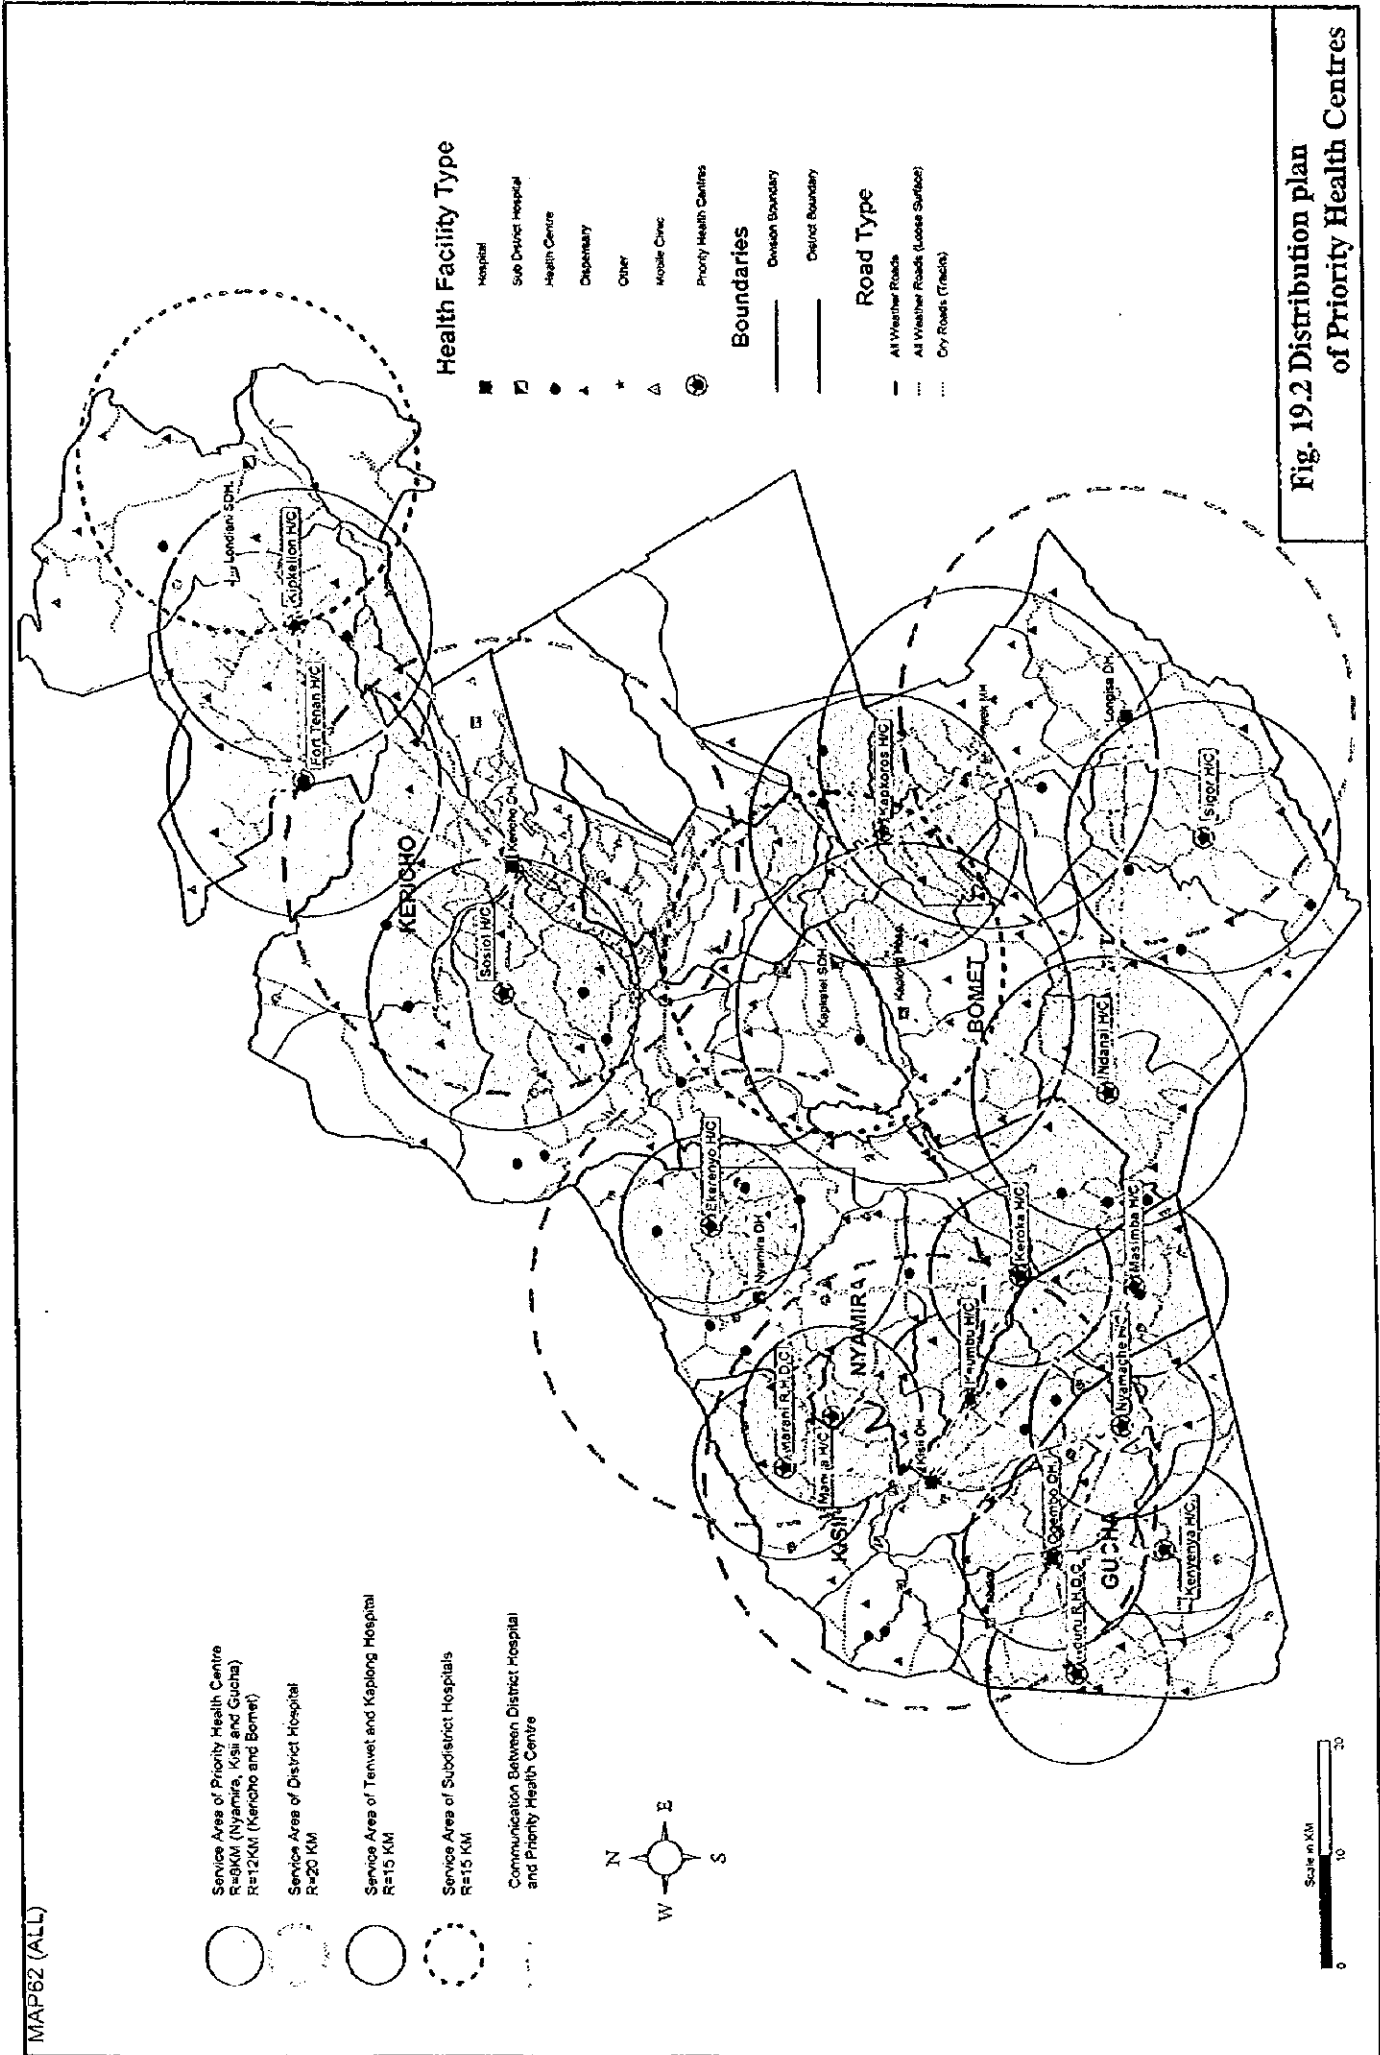 MAP62 (ALL)
Service Area of Priority Health Centre
R=8KM (Nyamira, Kisii and Gucha)
R=12KM (Kericho and Bomet)
Service Area of District Hospital
R=20 KM
Service Area of Tenwet and Kaplong Hospital
R=15 KM
Service Area of Subdistrict Hospitals
R=15 KM
Communication Between District Hospital
and Priority Health Centre
N
W
E
S
Scale in KM
0
10
20
Londiani SDH.
Kipkelion H/C
Fort Tenan H/C
KERICHO
Kericho DH.
Sosiot H/C
Ekerenyo H/C
Nyamira DH
NYAMIRA
KISII
Kisii DH.
Keroka H/C
Masimba H/C
Nyamache H/C
Ogembo DH.
GUCHA
Kenyenya H/C.
Kapkatet SDH.
Kaplong Hosp.
Kapkoros H/C
BOMET
Longisa DH.
Sigor H/C
Ndanai H/C
Health Facility Type
Hospital
Sub District Hospital
Health Centre
Dispensary
Other
Mobile Clinic
Priority Health Centres
Boundaries
Division Boundary
District Boundary
Road Type
All Weather Roads
All Weather Roads (Loose Surface)
Dry Roads (Tracks)
Fig. 19.2 Distribution plan
of Priority Health Centres